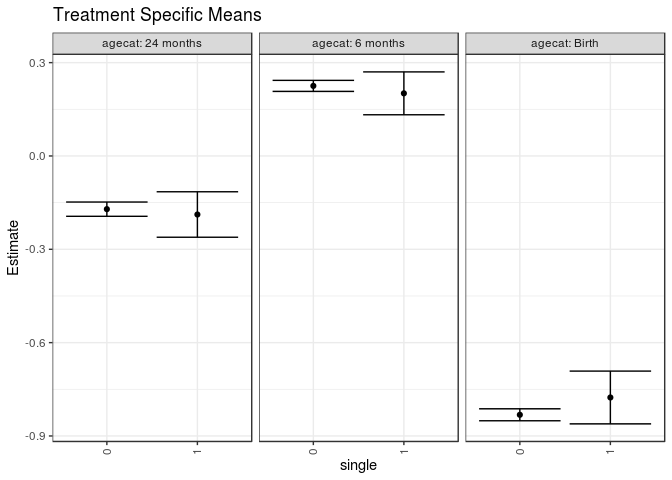 Treatment Specific Means
agecat: 24 months
agecat: 6 months
agecat: Birth
Estimate
0.3
0.0
-0.3
-0.6
-0.9
0
1
0
1
0
1
single